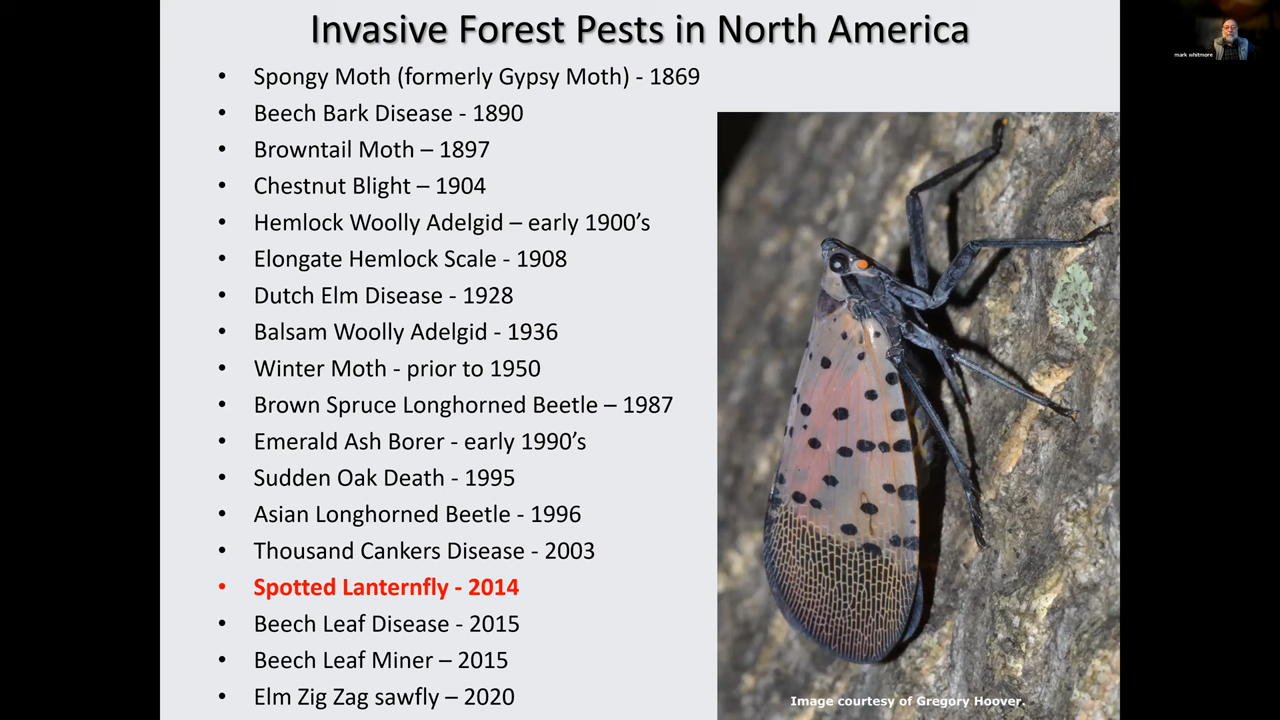 Invasive Forest Pests in North America
• Spongy Moth (formerly Gypsy Moth) - 1869
• Beech Bark Disease - 1890
• Browntail Moth – 1897
• Chestnut Blight – 1904
• Hemlock Woolly Adelgid – early 1900’s
• Elongate Hemlock Scale - 1908
• Dutch Elm Disease - 1928
• Balsam Woolly Adelgid - 1936
• Winter Moth - prior to 1950
• Brown Spruce Longhorned Beetle – 1987
• Emerald Ash Borer - early 1990’s
• Sudden Oak Death - 1995
• Asian Longhorned Beetle - 1996
• Thousand Cankers Disease - 2003
• Spotted Lanternfly - 2014
• Beech Leaf Disease - 2015
• Beech Leaf Miner – 2015
• Elm Zig Zag sawfly – 2020
Image courtesy of Gregory Hoover.
mark whitmore